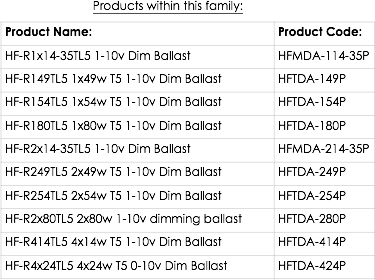 Products within this family:
Product Name: Product Code:
HF-R1x14-35TL5 1-10v Dim Ballast HFMDA-114-35P
HF-R149TL5 1x49w T5 1-10v Dim Ballast HFTDA-149P
HF-R154TL5 1x54w T5 1-10v Dim Ballast HFTDA-154P
HF-R180TL5 1x80w T5 1-10v Dim Ballast HFTDA-180P
HF-R2x14-35TL5 1-10v Dim Ballast HFMDA-214-35P
HF-R249TL5 2x49w T5 1-10v Dim Ballast HFTDA-249P
HF-R254TL5 2x54w T5 1-10v Dim Ballast HFTDA-254P
HF-R2x80TL5 2x80w 1-10v dimming ballast HFTDA-280P
HF-R414TL5 4x14w T5 1-10v Dim Ballast HFTDA-414P
HF-R4x24TL5 4x24w T5 0-10v Dim Ballast HFTDA-424P